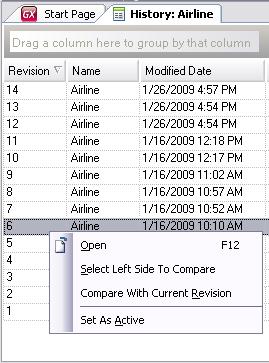 GX Start Page History: Airline
Drag a column here to group by that column
Revision Name Modified Date
14 Airline 1/26/2009 4:57 PM
13 Airline 1/26/2009 4:54 PM
12 Airline 1/26/2009 4:54 PM
11 Airline 1/16/2009 12:18 PM
10 Airline 1/16/2009 12:17 PM
9 Airline 1/16/2009 11:02 AM
8 Airline 1/16/2009 10:57 AM
7 Airline 1/16/2009 10:52 AM
6 Airline 1/16/2009 10:10 AM
5
Open F12
4
Select Left Side To Compare
3
Compare With Current Revision
2
Set As Active
1